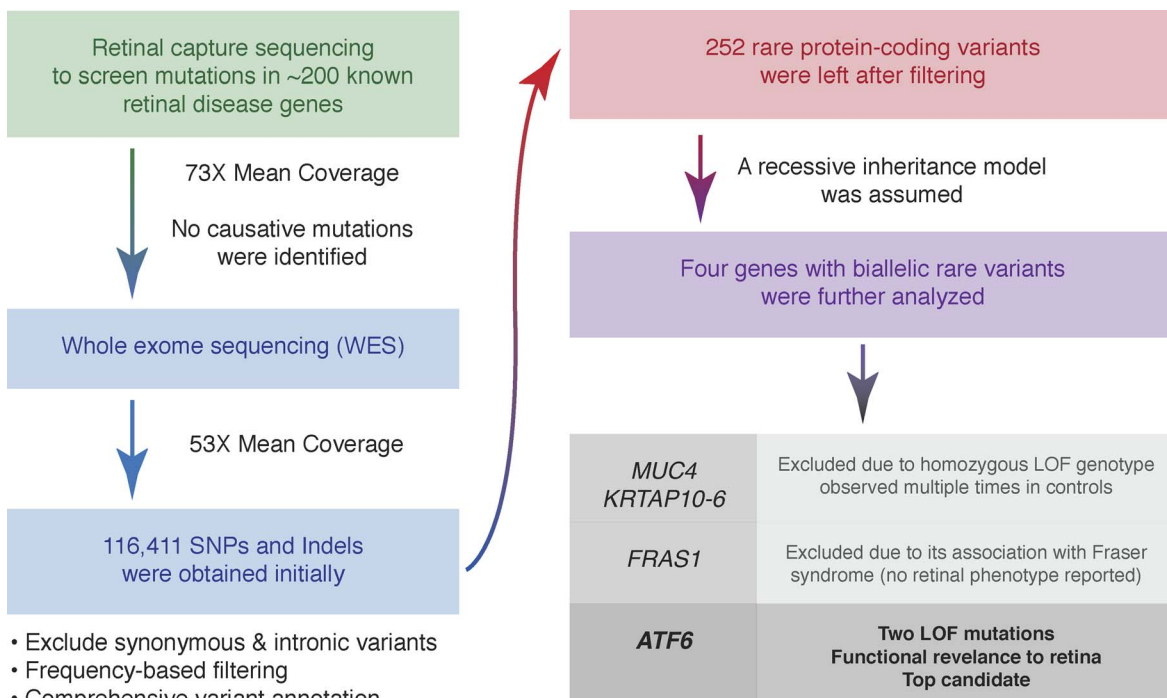 Retinal capture sequencing
to screen mutations in ~200 known
retinal disease genes
73X Mean Coverage
No causative mutations
were identified
Whole exome sequencing (WES)
53X Mean Coverage
116,411 SNPs and Indels
were obtained initially
• Exclude synonymous & intronic variants
• Frequency-based filtering
• Comprehensive variant annotation
252 rare protein-coding variants
were left after filtering
A recessive inheritance model
was assumed
Four genes with biallelic rare variants
were further analyzed
MUC4
KRTAP10-6
Excluded due to homozygous LOF genotype
observed multiple times in controls
FRAS1
Excluded due to its association with Fraser
syndrome (no retinal phenotype reported)
ATF6
Two LOF mutations
Functional revelance to retina
Top candidate